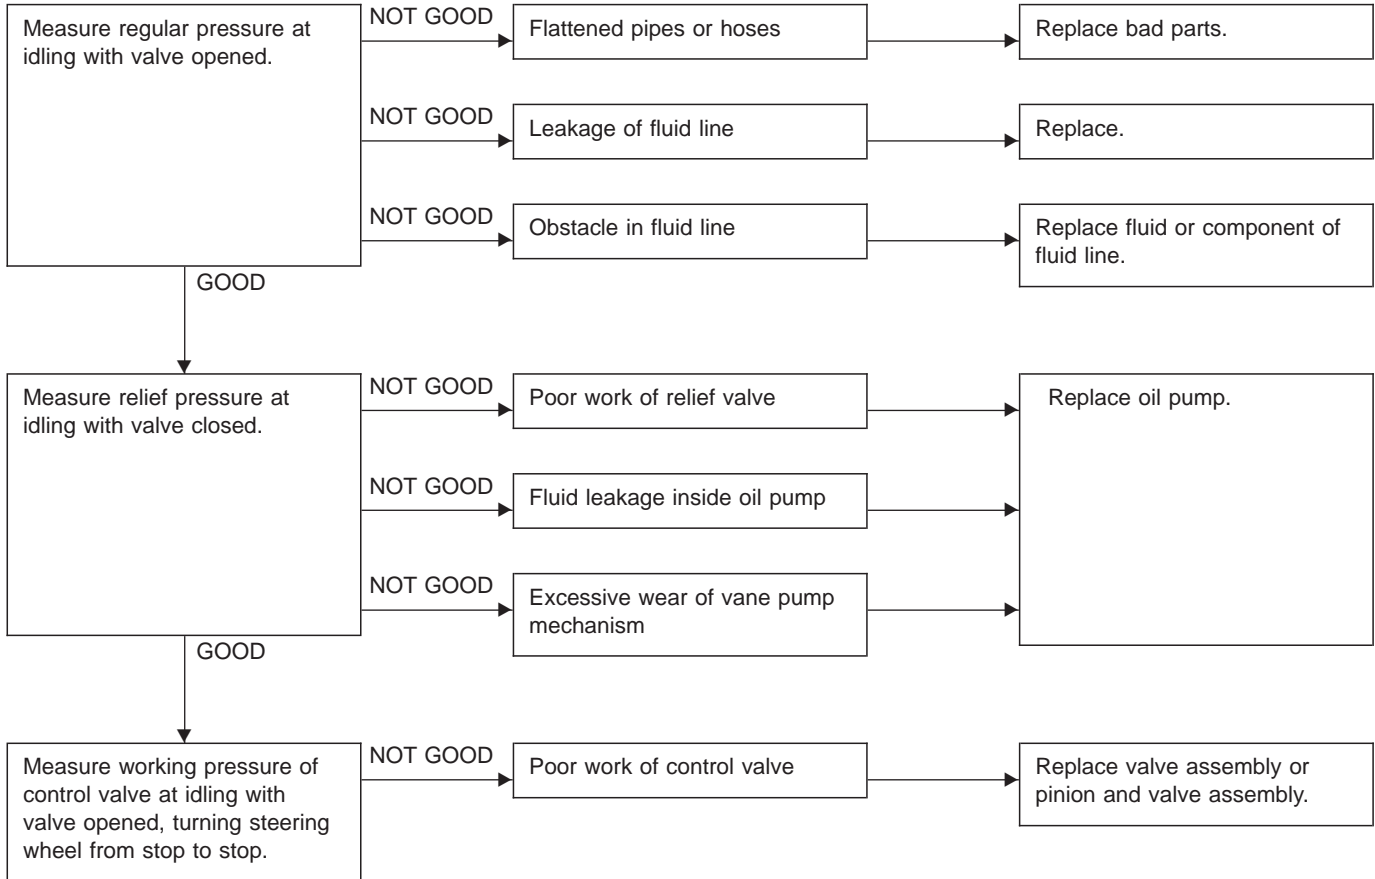 Measure regular pressure at
idling with valve opened.
NOT GOOD
Flattened pipes or hoses
Replace bad parts.
NOT GOOD
Leakage of fluid line
Replace.
NOT GOOD
Obstacle in fluid line
Replace fluid or component of
fluid line.
GOOD
Measure relief pressure at
idling with valve closed.
NOT GOOD
Poor work of relief valve
Replace oil pump.
NOT GOOD
Fluid leakage inside oil pump
NOT GOOD
Excessive wear of vane pump
mechanism
GOOD
Measure working pressure of
control valve at idling with
valve opened, turning steering
wheel from stop to stop.
NOT GOOD
Poor work of control valve
Replace valve assembly or
pinion and valve assembly.